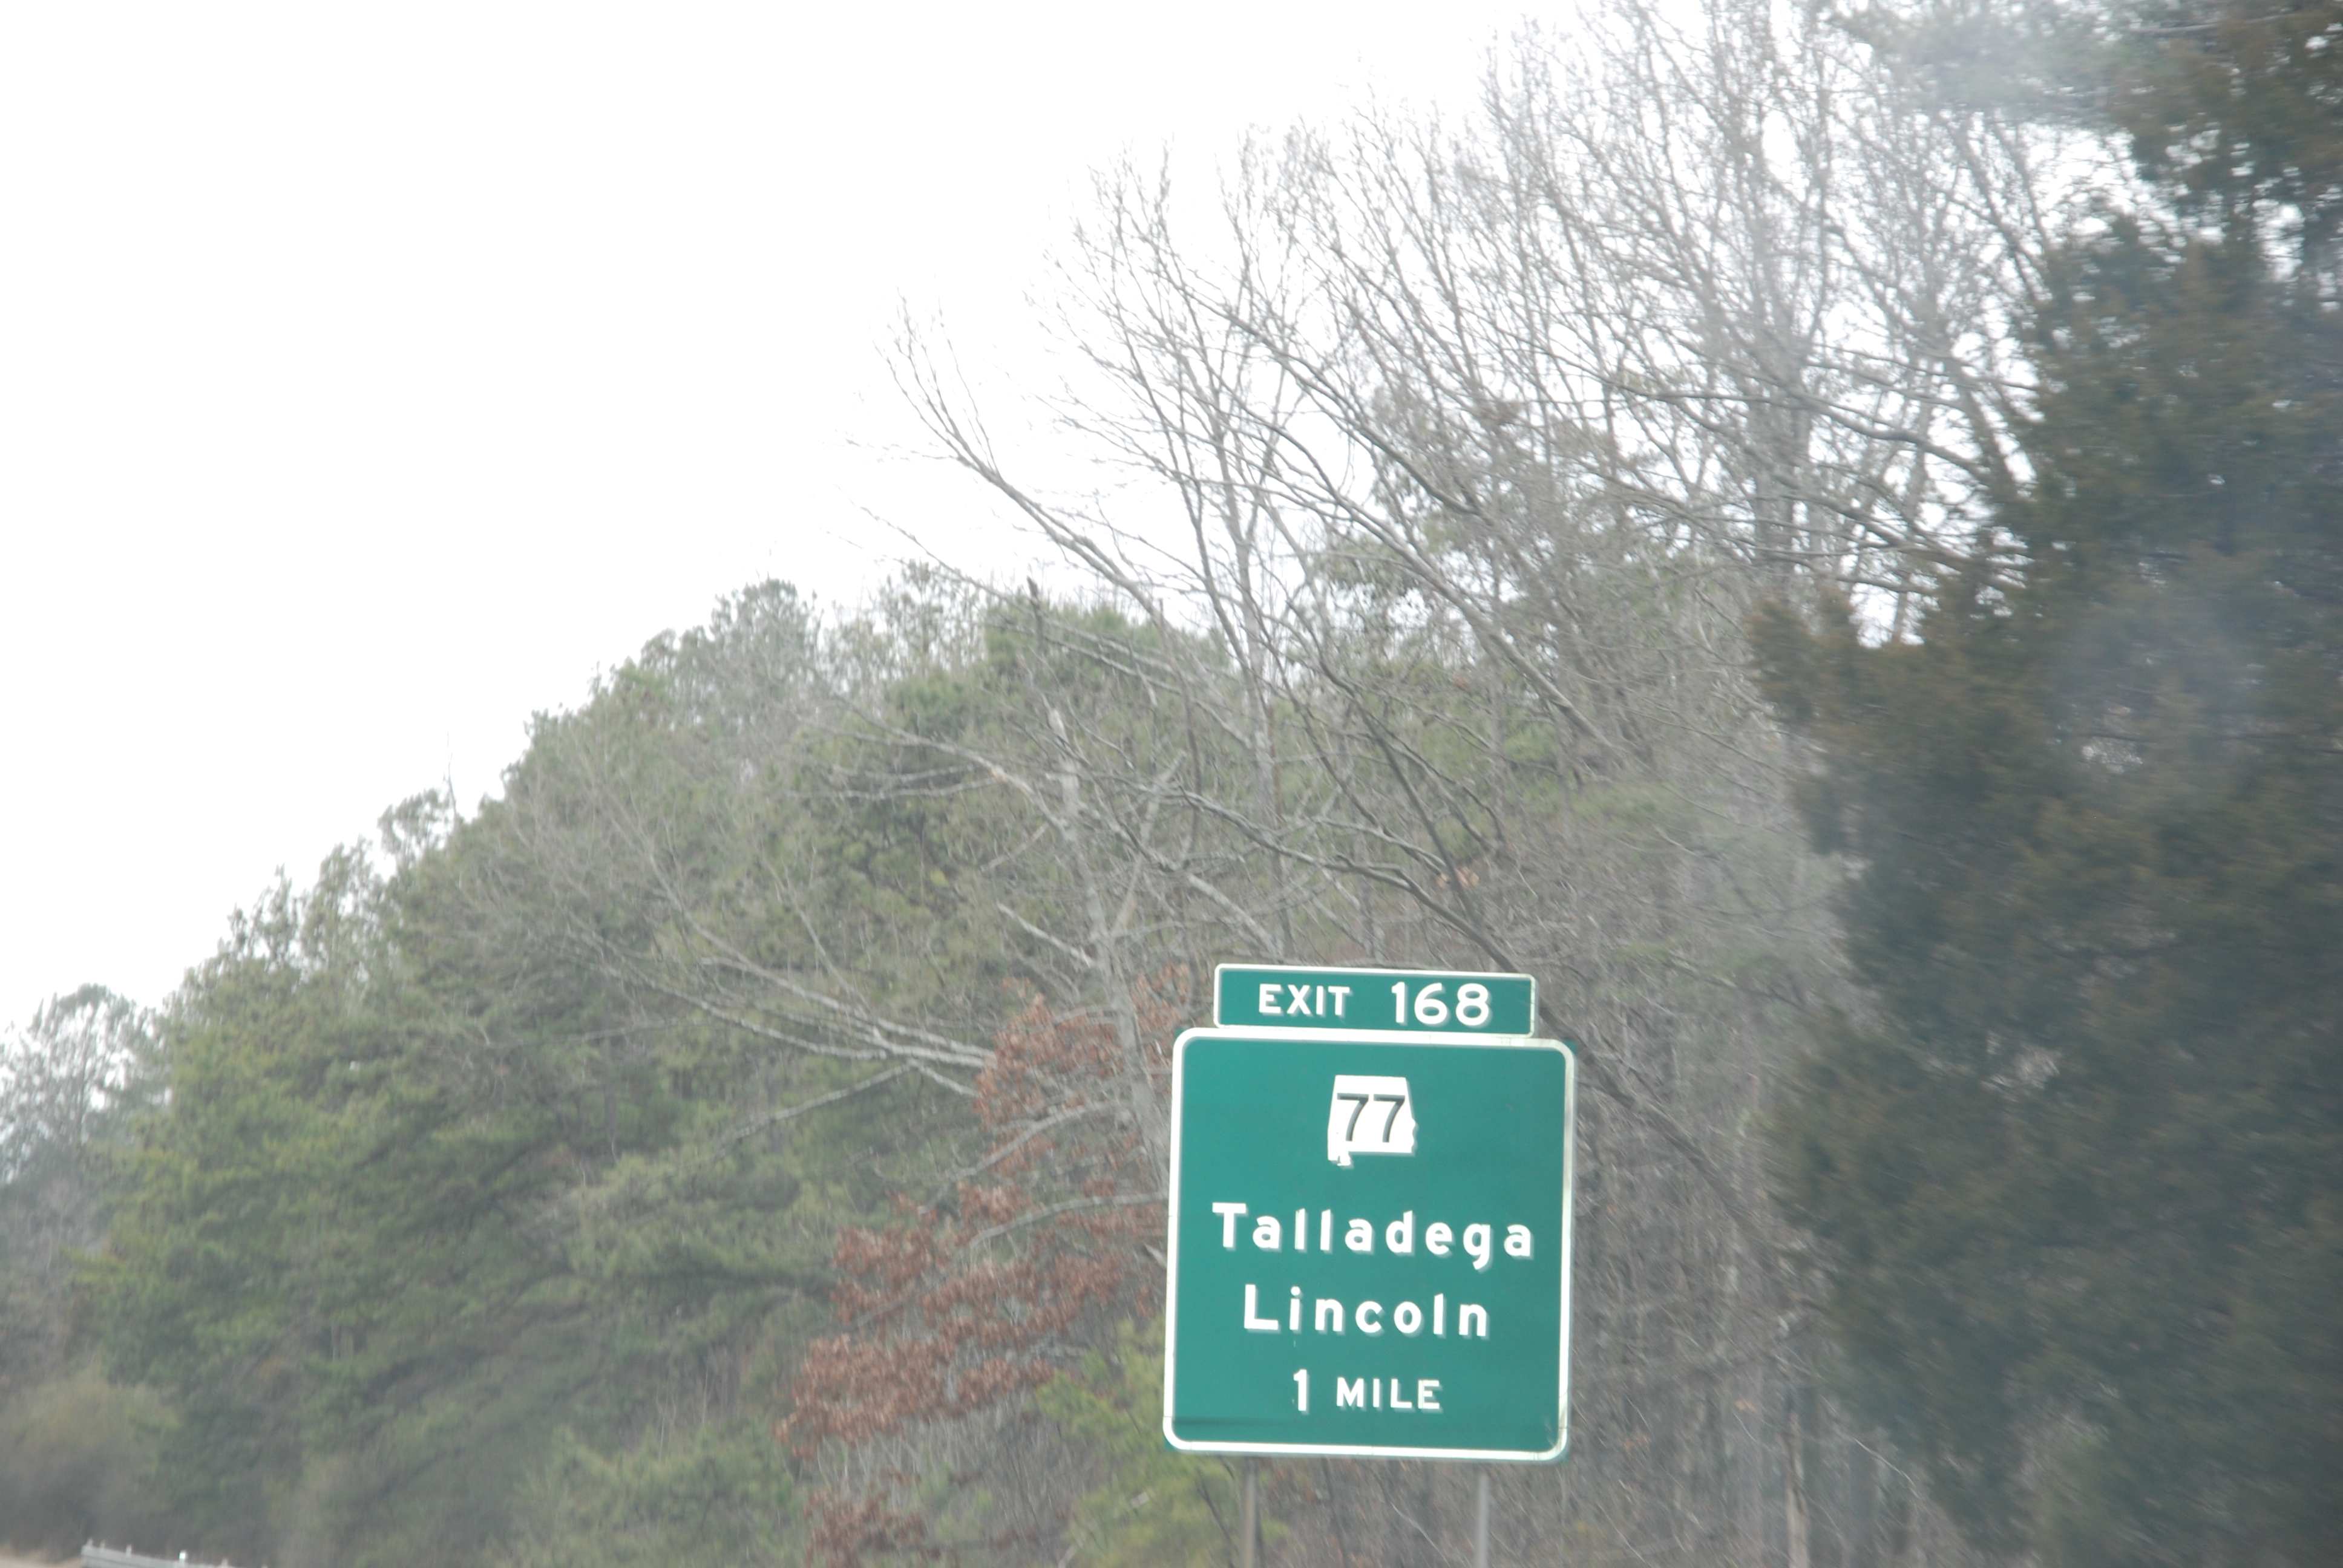 EXIT 168
77
Talladega
Lincoln
1 MILE